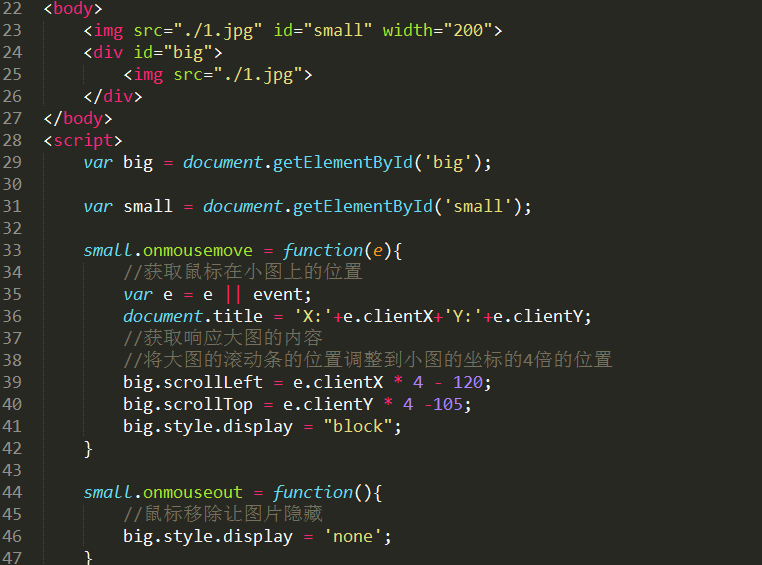 22 <body>
23     <img src="./1.jpg" id="small" width="200">
24     <div id="big">
25         <img src="./1.jpg">
26     </div>
27 </body>
28 <script>
29     var big = document.getElementById('big');
30
31     var small = document.getElementById('small');
32
33     small.onmousemove = function(e){
34         //获取鼠标在小图上的位置
35         var e = e || event;
36         document.title = 'X:'+e.clientX+'Y:'+e.clientY;
37         //获取响应大图的内容
38         //将大图的滚动条的位置调整到小图的坐标的4倍的位置
39         big.scrollLeft = e.clientX * 4 - 120;
40         big.scrollTop = e.clientY * 4 -105;
41         big.style.display = "block";
42     }
43
44     small.onmouseout = function(){
45         //鼠标移除让图片隐藏
46         big.style.display = 'none';
47     }